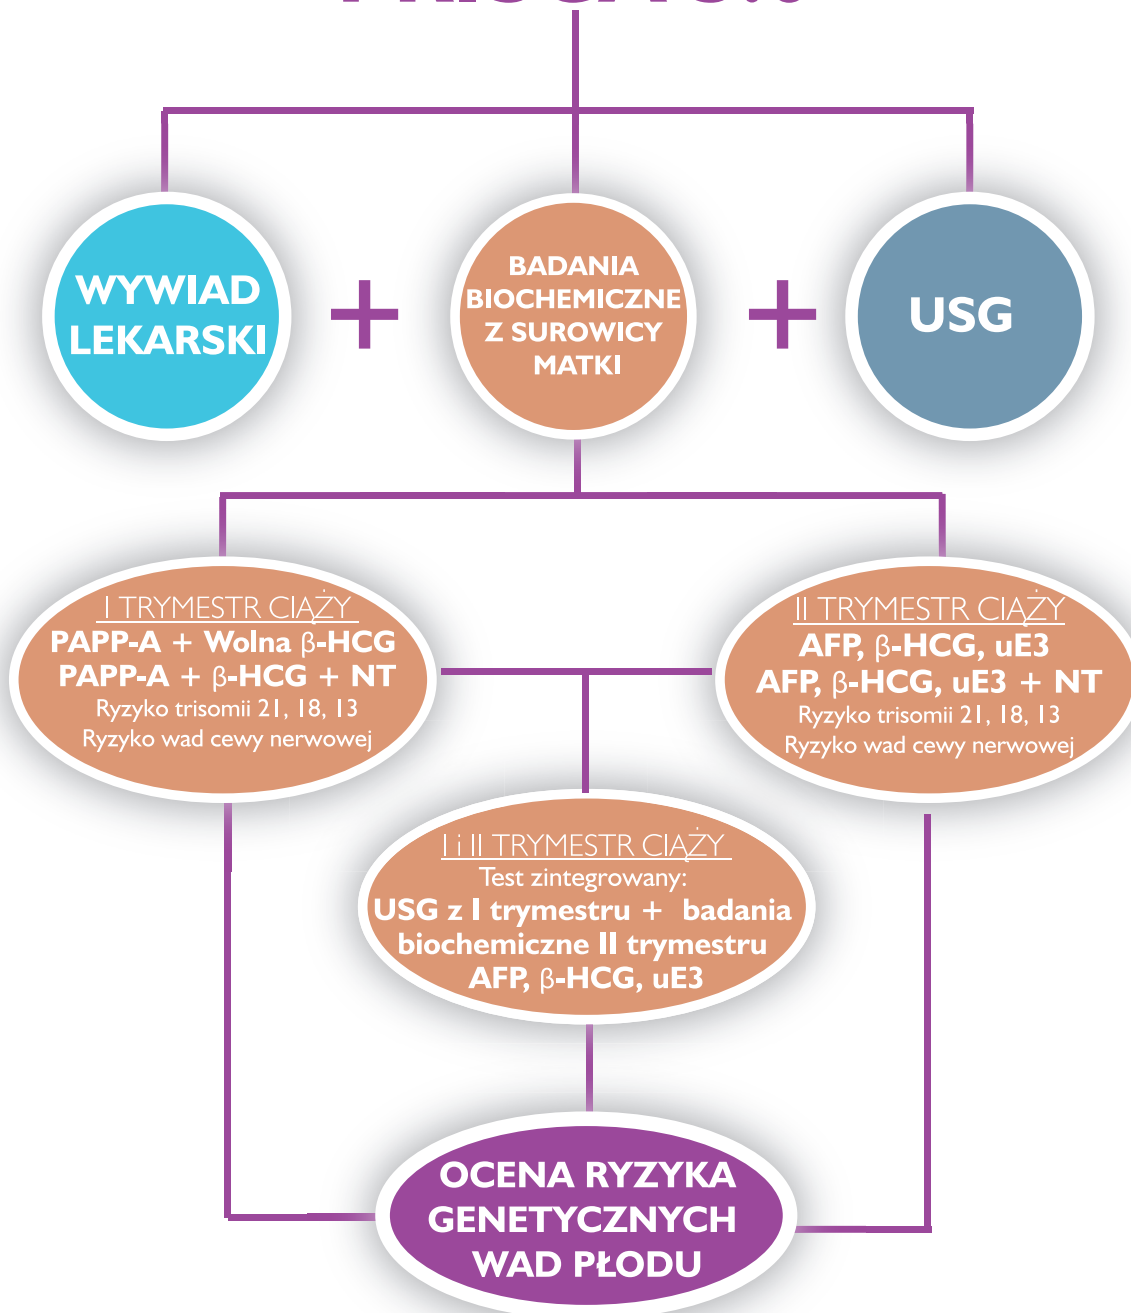 WYWIAD
LEKARSKI
+
BADANIA
BIOCHEMICZNE
Z SUROWICY
MATKI
+
USG
I TRYMESTR CIĄŻY
PAPP-A + Wolna β-HCG
PAPP-A + β-HCG + NT
Ryzyko trisomii 21, 18, 13
Ryzyko wad cewy nerwowej
II TRYMESTR CIĄŻY
AFP, β-HCG, uE3
AFP, β-HCG, uE3 + NT
Ryzyko trisomii 21, 18, 13
Ryzyko wad cewy nerwowej
I i II TRYMESTR CIĄŻY
Test zintegrowany:
USG z I trymestru + badania
biochemiczne II trymestru
AFP, β-HCG, uE3
OCENA RYZYKA
GENETYCZNYCH
WAD PŁODU